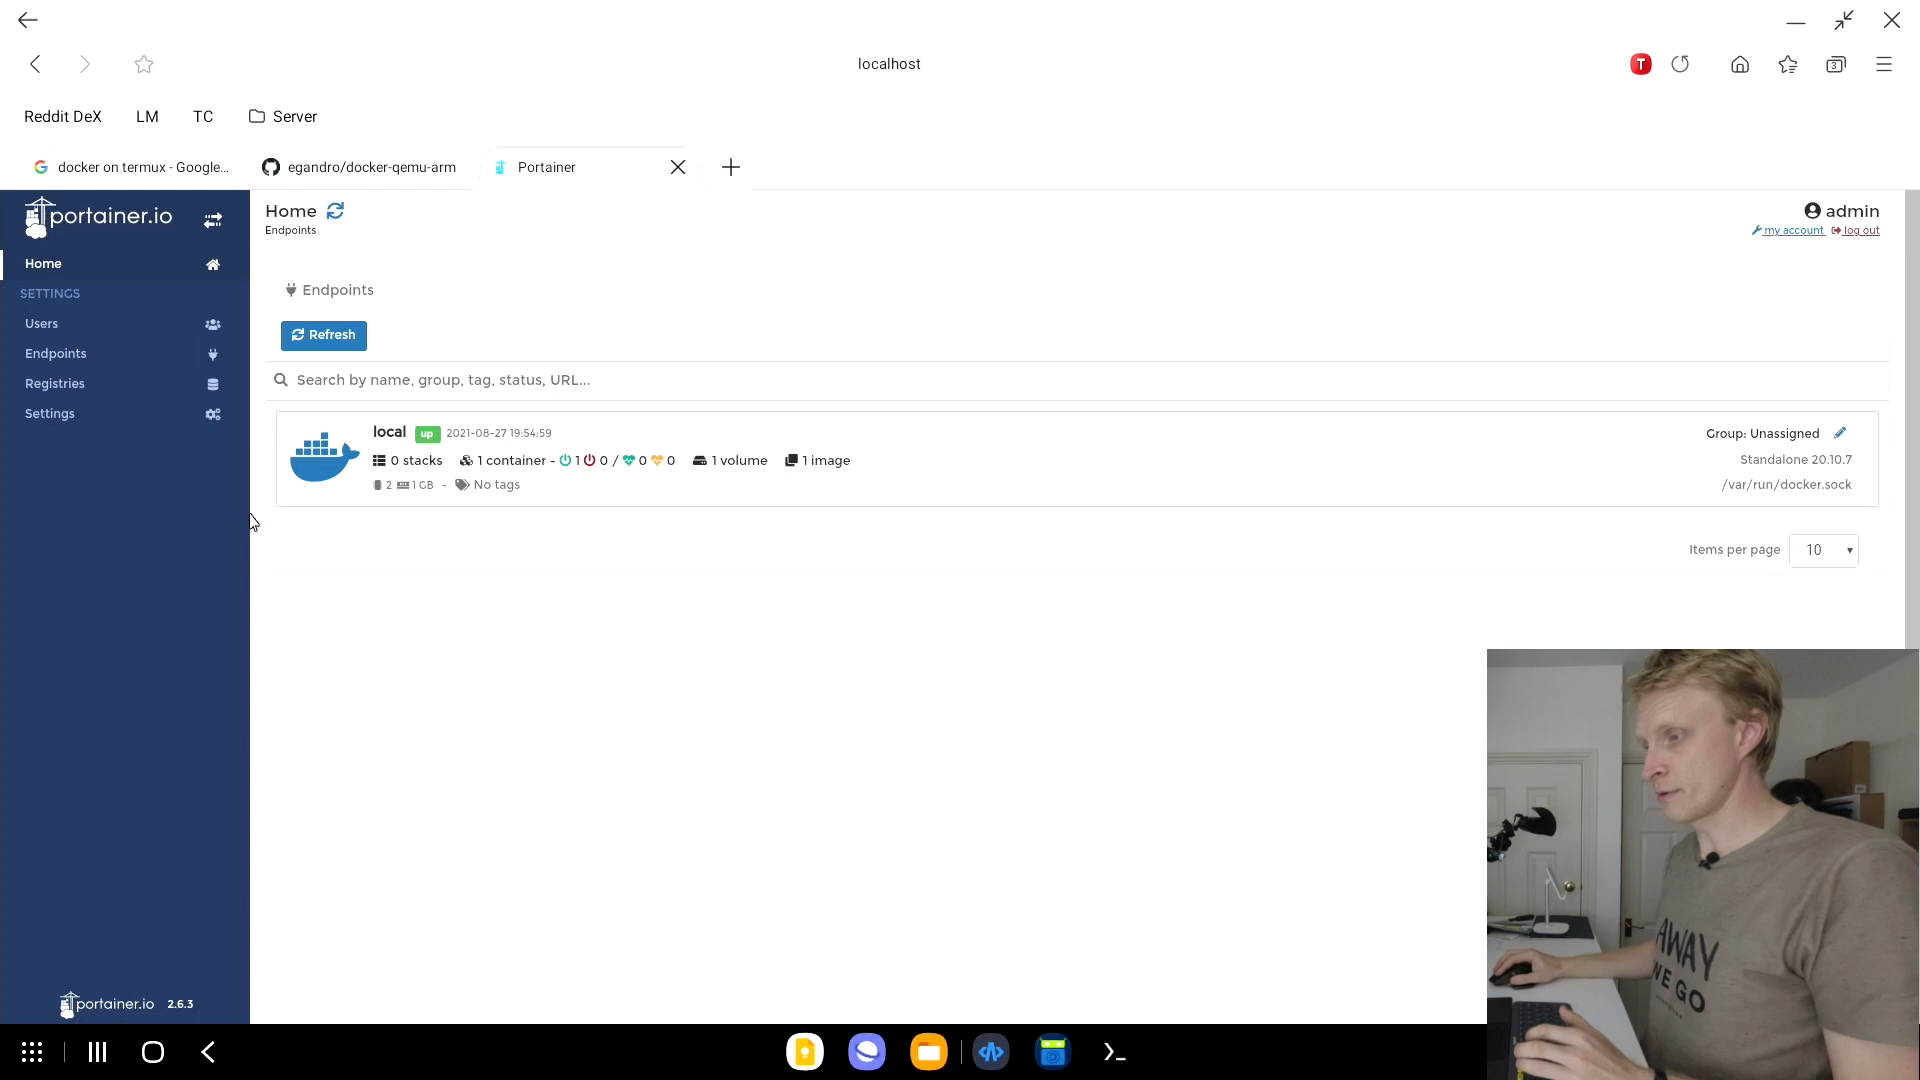 localhost
T
3
Reddit DeX LM TC Server
docker on termux - Google... egandro/docker-qemu-arm Portainer
portainer.io
Home
SETTINGS
Users
Endpoints
Registries
Settings
portainer.io 2.6.3
Home
Endpoints
admin
my account log out
Endpoints
Refresh
Search by name, group, tag, status, URL...
local up 2021-08-27 19:54:59
0 stacks 1 container - 1 0 / 0 0 1 volume 1 image
2 1 GB - No tags
Group: Unassigned
Standalone 20.10.7
/var/run/docker.sock
Items per page 10
AWAY
WE GO